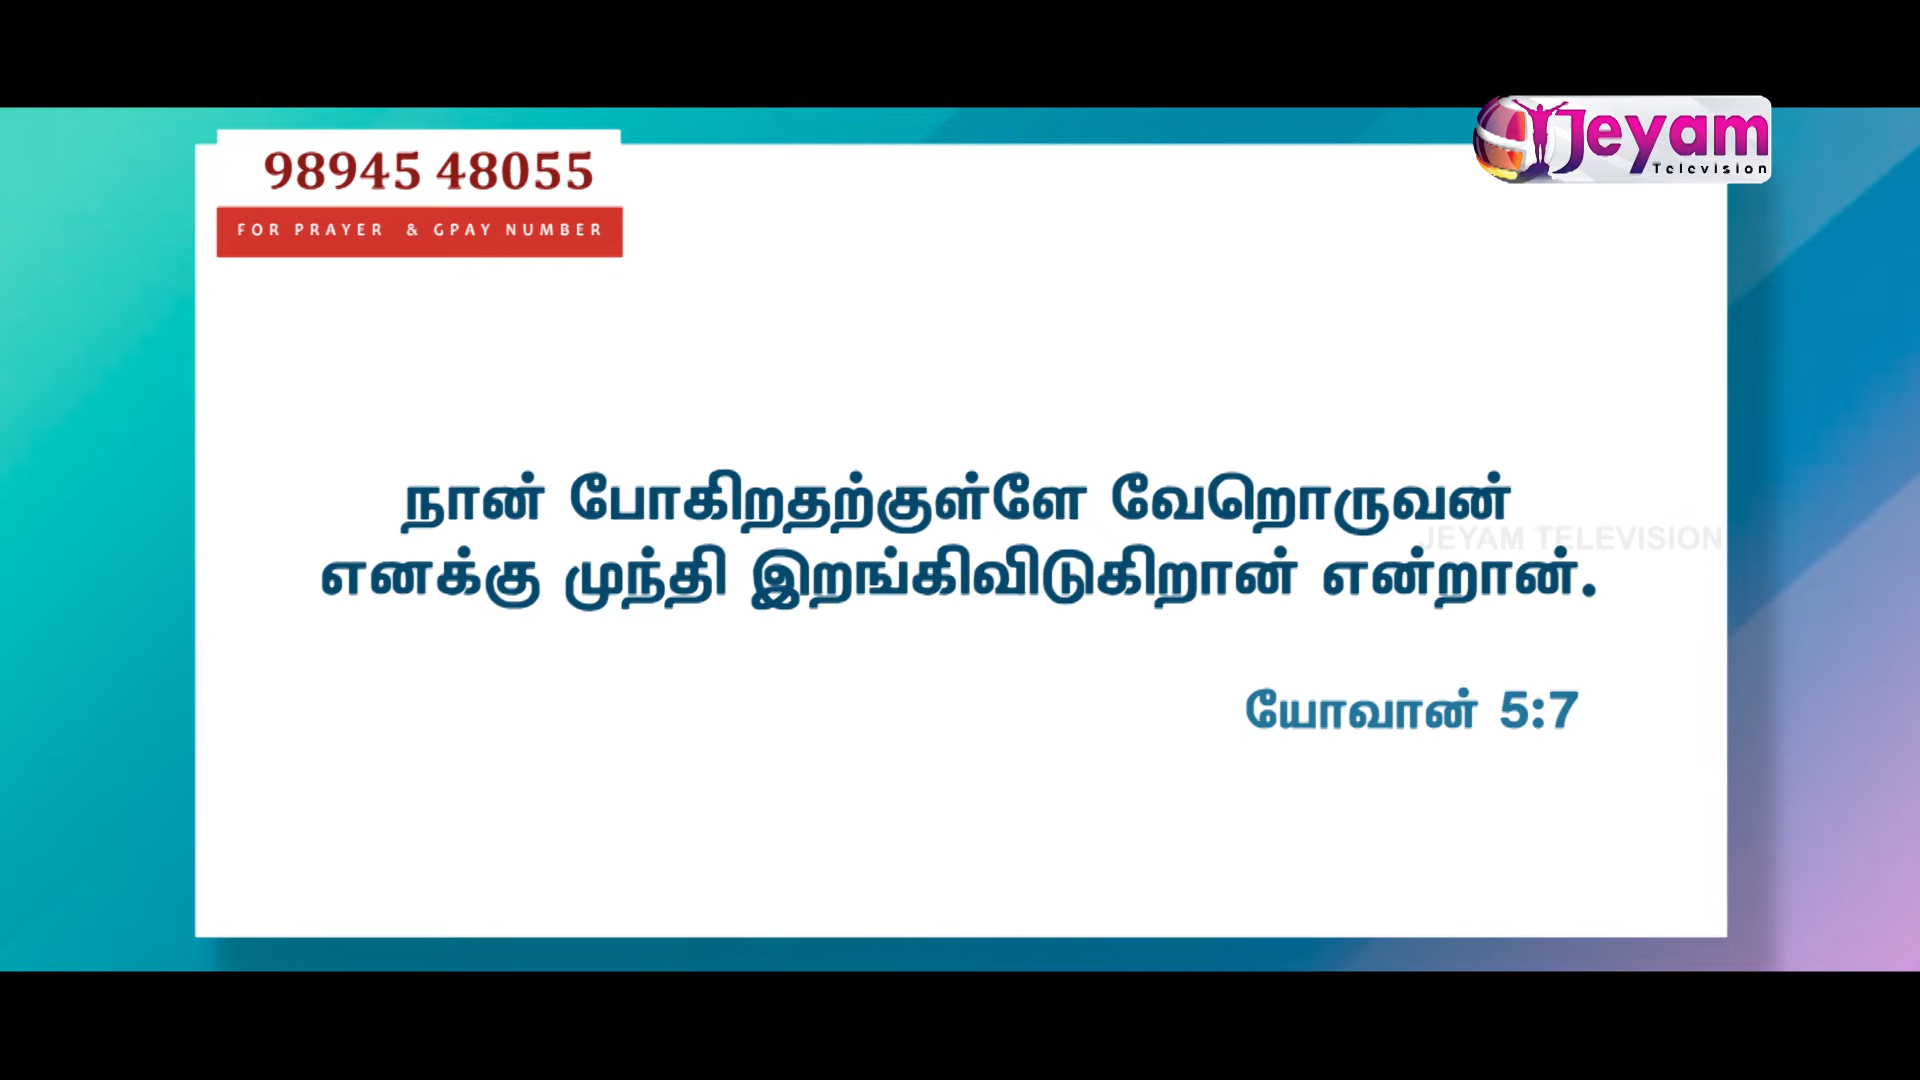 98945 48055
FOR PRAYER & GPAY NUMBER
Jeyam
Television
நான் போகிறதற்குள்ளே வேறொருவன்
JEYAM TELEVISION
எனக்கு முந்தி இறங்கிவிடுகிறான் என்றான்.
யோவான் 5:7